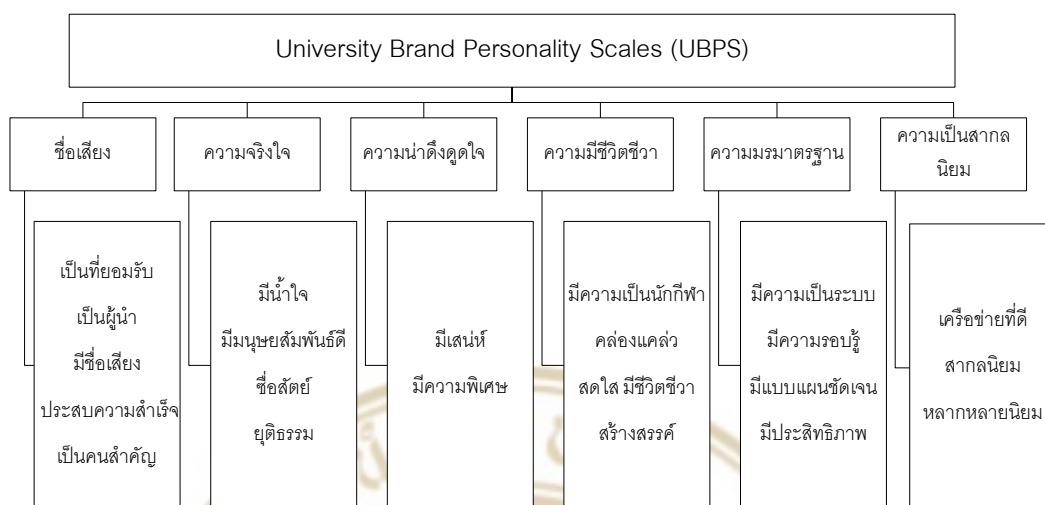 University Brand Personality Scales (UBPS)
ชื่อเสียง
ความจริงใจ
ความน่าดึงดูดใจ
ความมีชีวิตชีวา
ความมรมาตรฐาน
ความเป็นสากล
นิยม
เป็นที่ยอมรับ
เป็นผู้นำ
มีชื่อเสียง
ประสบความสำเร็จ
เป็นคนสำคัญ
มีน้ำใจ
มีมนุษยสัมพันธ์ดี
ซื่อสัตย์
ยุติธรรม
มีเสน่ห์
มีความพิเศษ
มีความเป็นนักกีฬา
คล่องแคล่ว
สดใส มีชีวิตชีวา
สร้างสรรค์
มีความเป็นระบบ
มีความรอบรู้
มีแบบแผนชัดเจน
มีประสิทธิภาพ
เครือข่ายที่ดี
สากลนิยม
หลากหลายนิยม